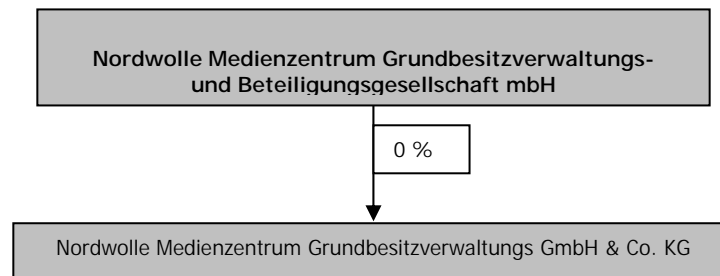 Nordwolle Medienzentrum Grundbesitzverwaltungs-
und Beteiligungsgesellschaft mbH
0 %
Nordwolle Medienzentrum Grundbesitzverwaltungs GmbH & Co. KG